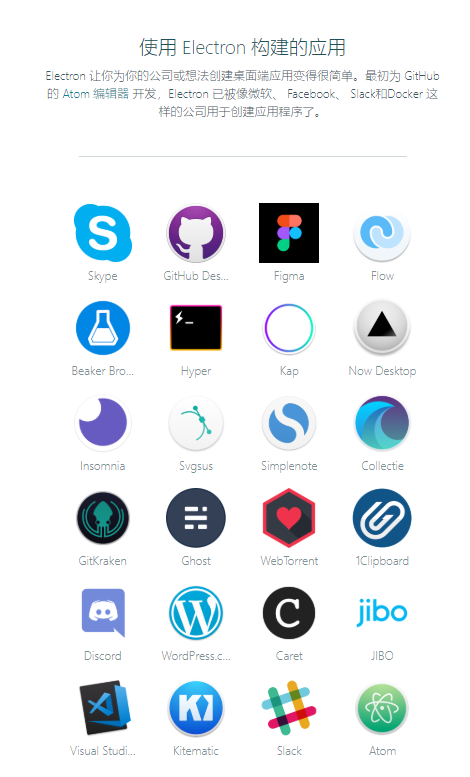 使用 Electron 构建的应用
Electron 让你为你的公司或想法创建桌面端应用变得很简单。最初为 GitHub
的 Atom 编辑器 开发，Electron 已被像微软、 Facebook、 Slack和Docker 这
样的公司用于创建应用程序了。
Skype
GitHub Des...
Figma
Flow
Beaker Bro...
Hyper
Kap
Now Desktop
Insomnia
Svgsus
Simplenote
Collectie
GitKraken
Ghost
WebTorrent
1Clipboard
jibo
Discord
WordPress.c...
Caret
JIBO
Visual Studi...
Kitematic
Slack
Atom